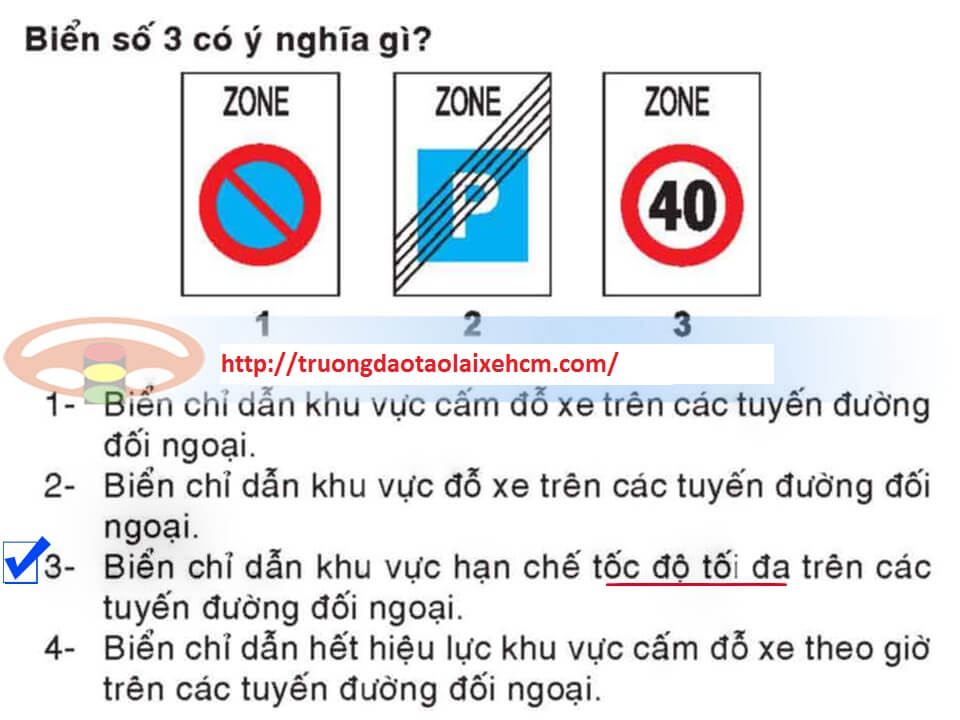 Biển số 3 có ý nghĩa gì?
ZONE ZONE ZONE
P 40
1 2 3
http://truongdaotaolaixehcm.com/
1- Biển chỉ dẫn khu vực cấm đỗ xe trên các tuyến đường
đối ngoại.
2- Biển chỉ dẫn khu vực đỗ xe trên các tuyến đường đối
ngoại.
3- Biển chỉ dẫn khu vực hạn chế tốc độ tối đa trên các
tuyến đường đối ngoại.
4- Biển chỉ dẫn hết hiệu lực khu vực cấm đỗ xe theo giờ
trên các tuyến đường đối ngoại.